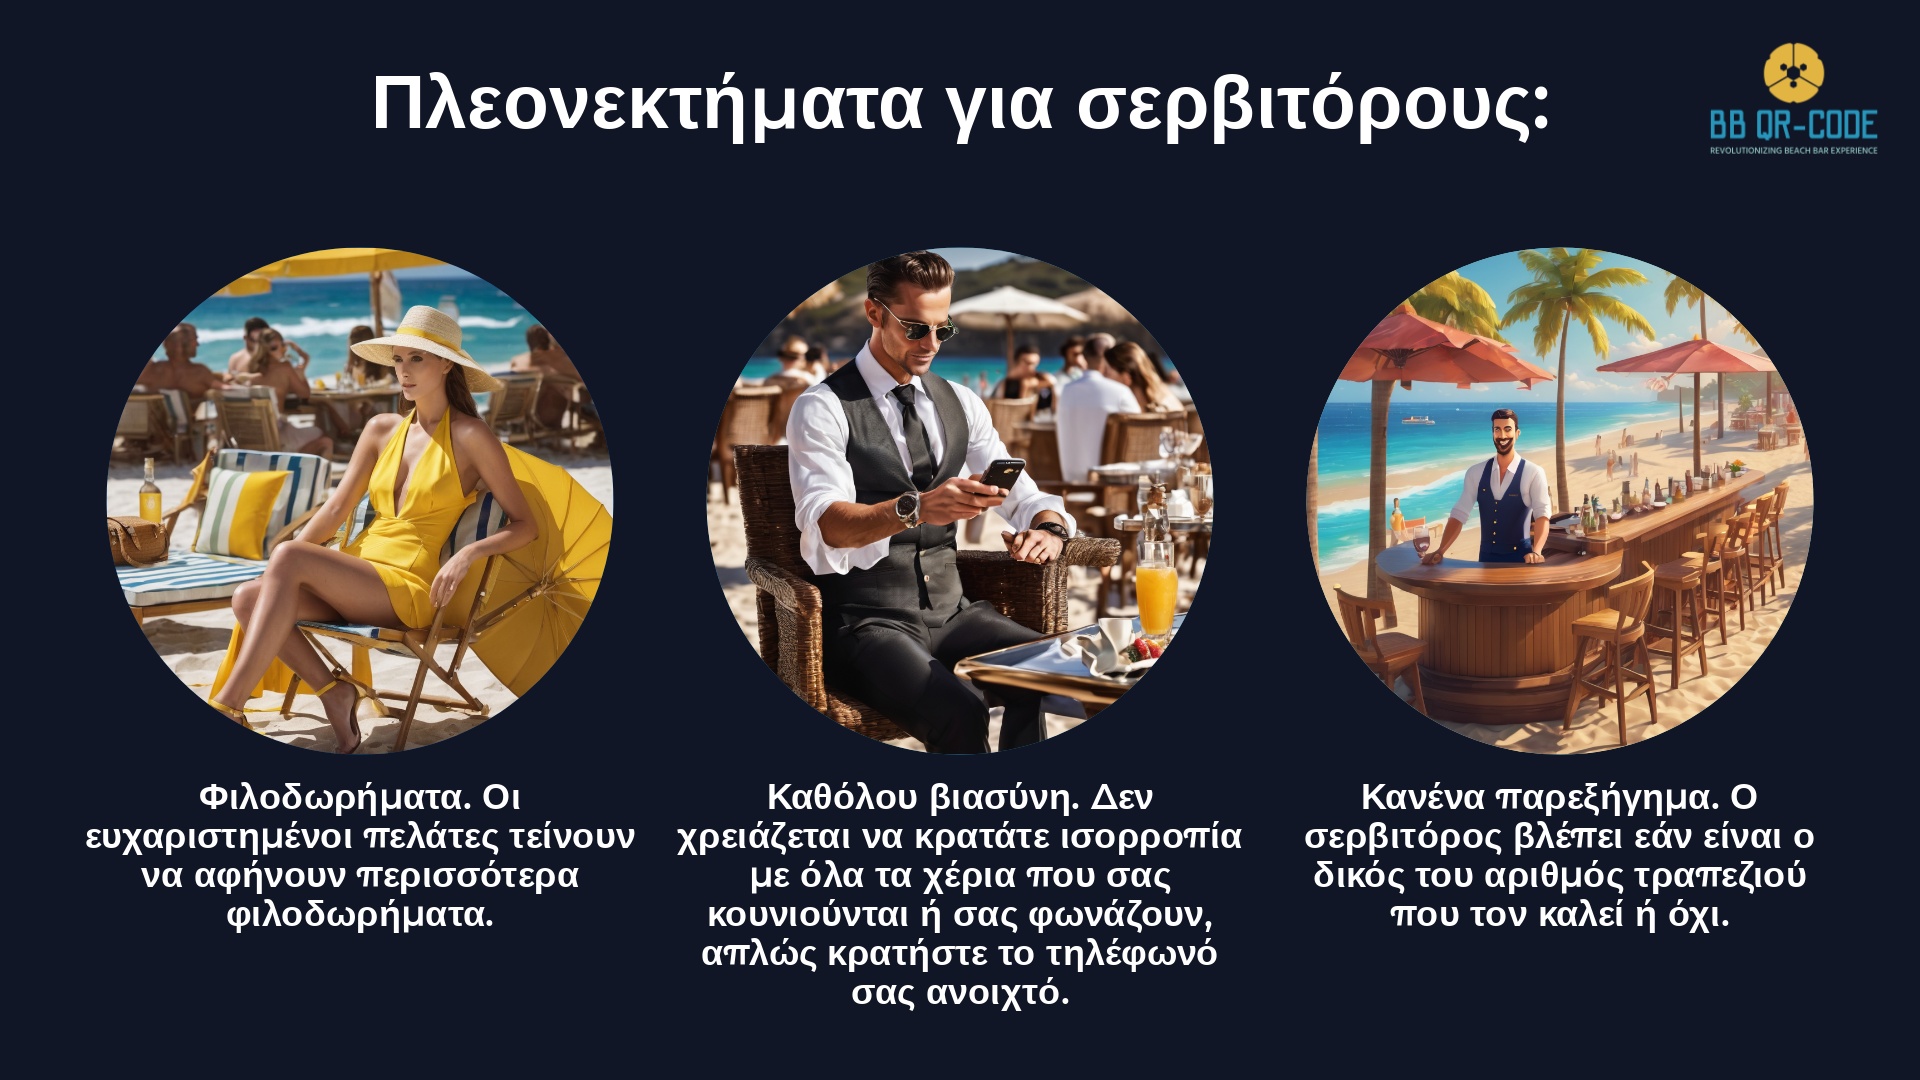 Πλεονεκτήματα για σερβιτόρους:
BB QR-CODE
REVOLUTIONIZING BEACH BAR EXPERIENCE
Φιλοδωρήματα. Οι
ευχαριστημένοι πελάτες τείνουν
να αφήνουν περισσότερα
φιλοδωρήματα.
Καθόλου βιασύνη. Δεν
χρειάζεται να κρατάτε ισορροπία
με όλα τα χέρια που σας
κουνιούνται ή σας φωνάζουν,
απλώς κρατήστε το τηλέφωνό
σας ανοιχτό.
Κανένα παρεξήγημα. Ο
σερβιτόρος βλέπει εάν είναι ο
δικός του αριθμός τραπεζιού
που τον καλεί ή όχι.